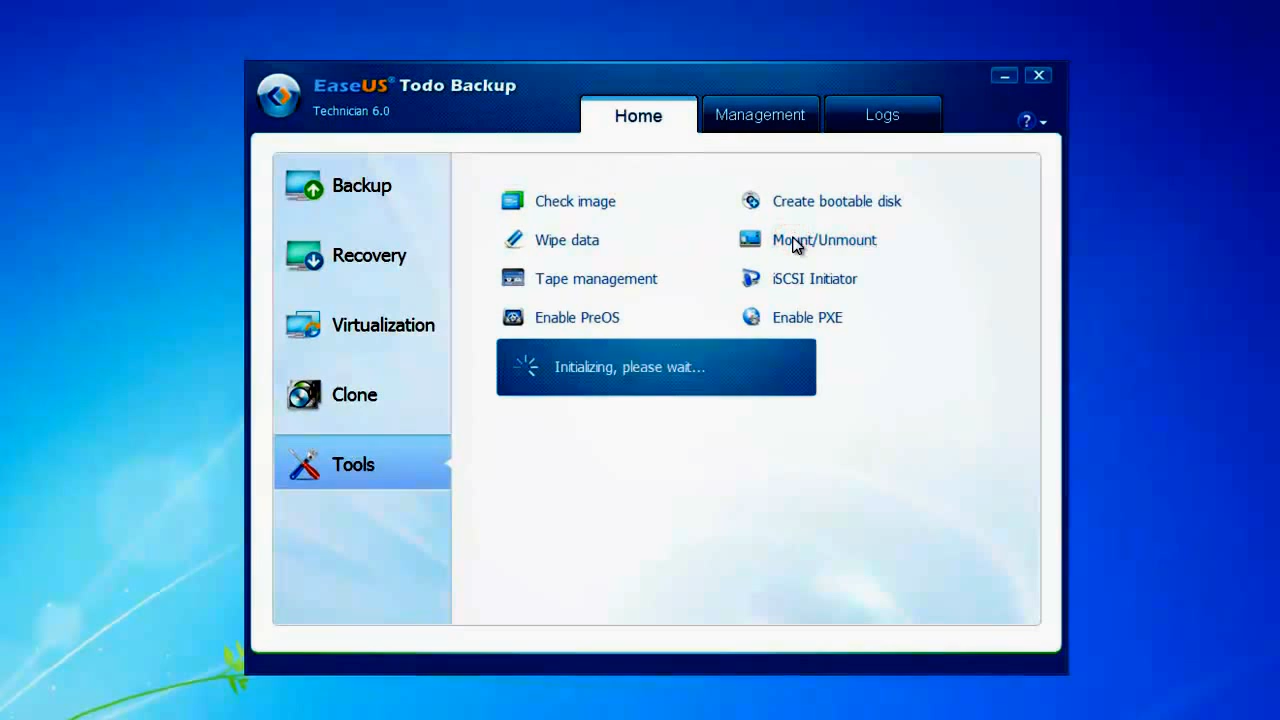 EaseUS® Todo Backup
Technician 6.0
Home
Management
Logs
?
Backup
Recovery
Virtualization
Clone
Tools
Check image
Create bootable disk
Wipe data
Mount/Unmount
Tape management
iSCSI Initiator
Enable PreOS
Enable PXE
Initializing, please wait...